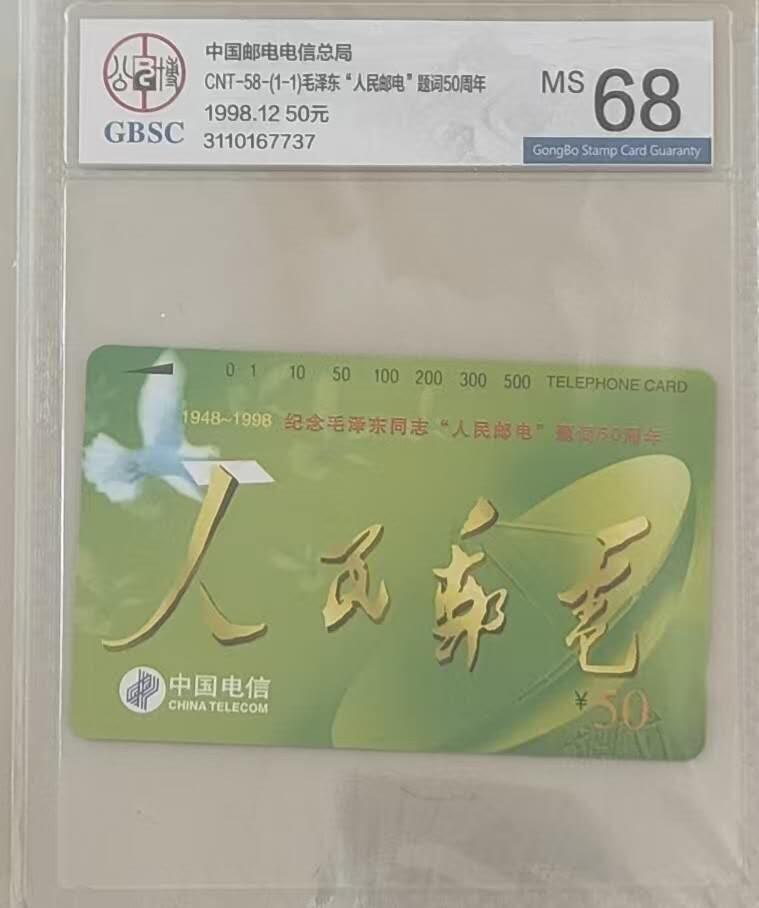 公博
BG
GBSC
中国邮电电信总局
CNT-58-(1-1)毛泽东“人民邮电”题词50周年
1998.12 50元
3110167737
MS 68
GongBo Stamp Card Guaranty
0 1 10 50 100 200 300 500 TELEPHONE CARD
1948~1998 纪念毛泽东同志“人民邮电”题词50周年
人民邮电
中国电信
CHINA TELECOM
¥50